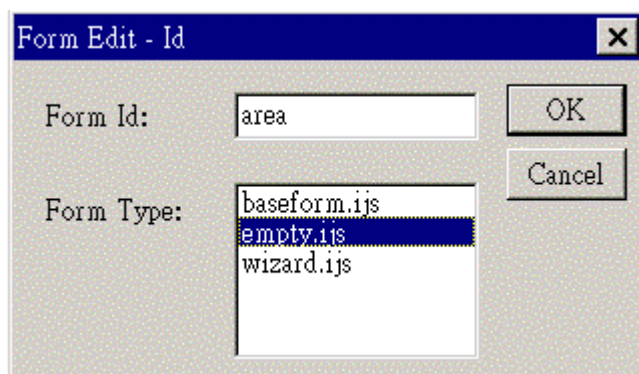 Form Edit - Id
Form Id:
area
OK
Cancel
Form Type:
baseform.ijs
empty.ijs
wizard.ijs